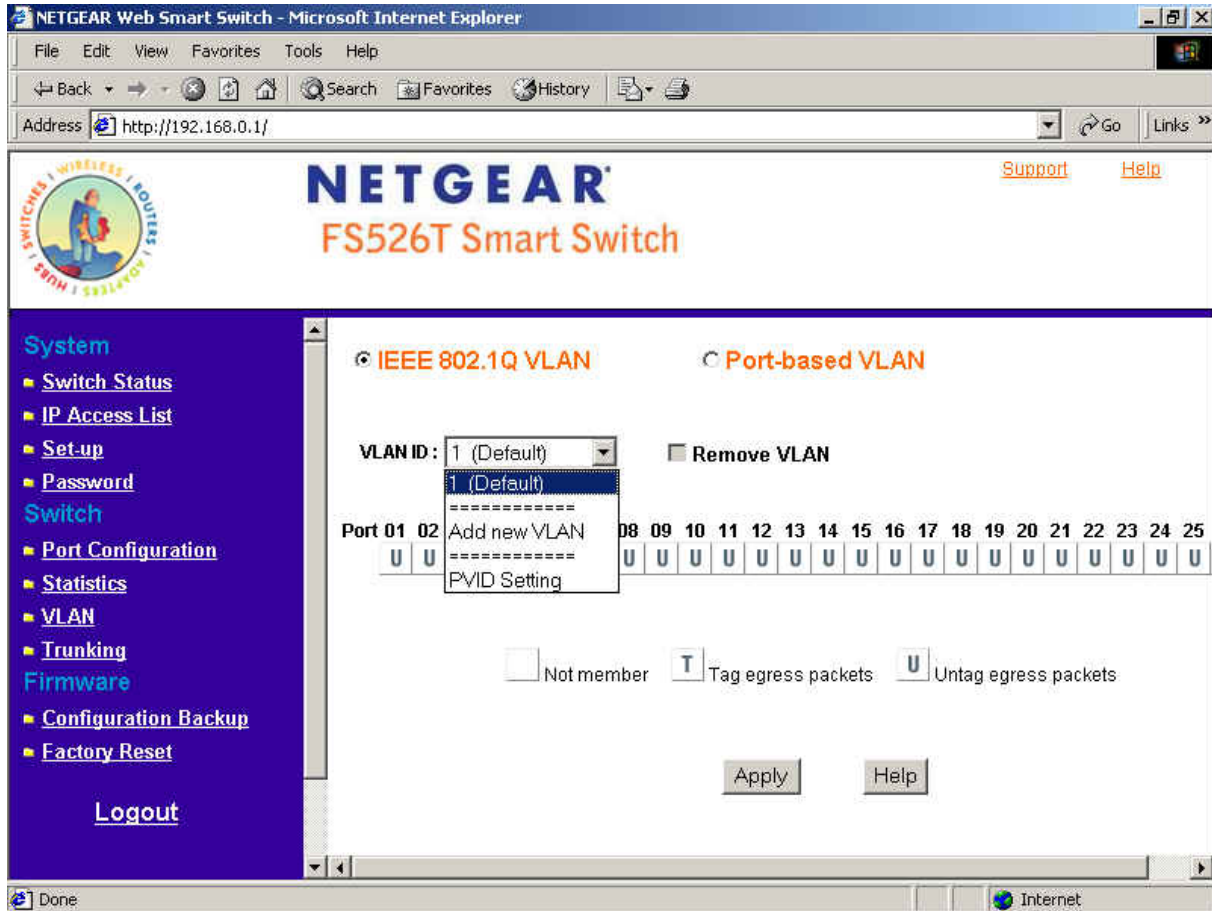 NETGEAR Web Smart Switch - Microsoft Internet Explorer
File Edit View Favorites Tools Help
Back Search Favorites History
Address http://192.168.0.1/ Go Links »
SWITCHES | WIRELESS | ROUTERS | ADAPTERS | HUBS
NETGEAR
FS526T Smart Switch
Support Help
System
Switch Status
IP Access List
Set-up
Password
Switch
Port Configuration
Statistics
VLAN
Trunking
Firmware
Configuration Backup
Factory Reset
Logout
IEEE 802.1Q VLAN Port-based VLAN
VLAN ID : 1 (Default) Remove VLAN
1 (Default)
============
Add new VLAN
============
PVID Setting
Port 01 02 08 09 10 11 12 13 14 15 16 17 18 19 20 21 22 23 24 25
U U U U U U U U U U U U U U U U U U U U
Not member T Tag egress packets U Untag egress packets
Apply Help
Done Internet